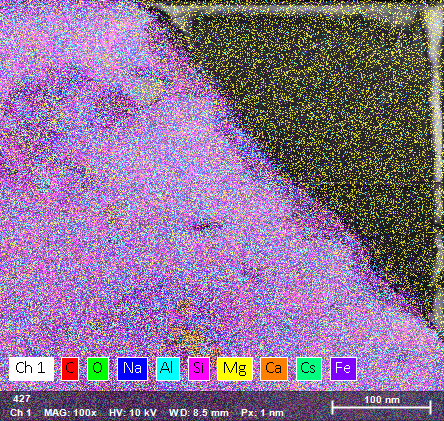 Ch 1 C O Na Al Si Mg Ca Cs Fe
427 100 nm
Ch 1 MAG: 100x HV: 10 kV WD: 8.5 mm Px: 1 nm